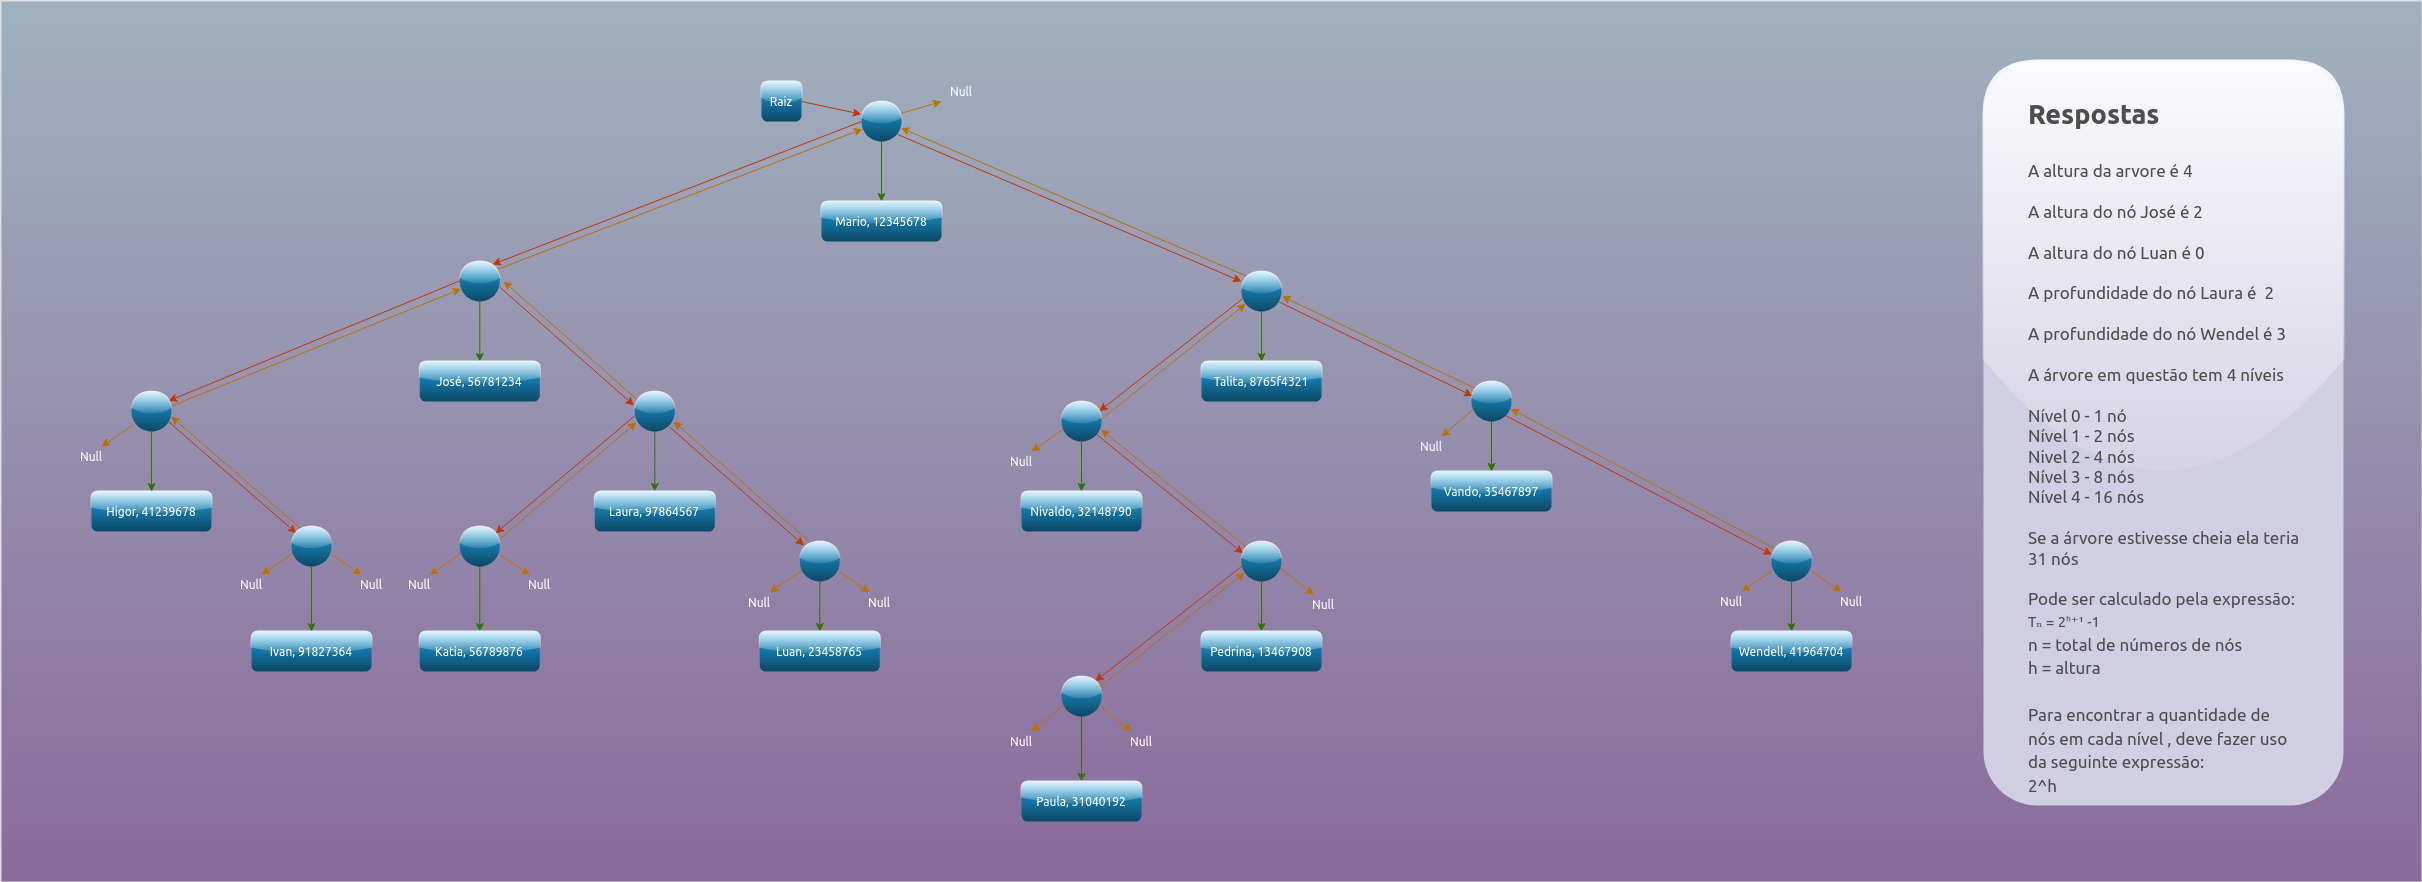 Raiz
Null
Mario, 12345678
José, 56781234
Talita, 8765f4321
Null
Null
Null
Higor, 41239678
Laura, 97864567
Nivaldo, 32148790
Vando, 35467897
Null
Null
Null
Null
Null
Null
Null
Null
Null
Ivan, 91827364
Katia, 56789876
Luan, 23458765
Pedrina, 13467908
Wendell, 41964704
Null
Null
Paula, 31040192
Respostas
A altura da arvore é 4
A altura do nó José é 2
A altura do nó Luan é 0
A profundidade do nó Laura é  2
A profundidade do nó Wendel é 3
A árvore em questão tem 4 níveis
Nível 0 - 1 nó
Nível 1 - 2 nós
Nivel 2 - 4 nós
Nível 3 - 8 nós
Nível 4 - 16 nós
Se a árvore estivesse cheia ela teria
31 nós
Pode ser calculado pela expressão:
Tₙ = 2ʰ⁺¹ -1
n = total de números de nós
h = altura
Para encontrar a quantidade de
nós em cada nível , deve fazer uso
da seguinte expressão:
2^h